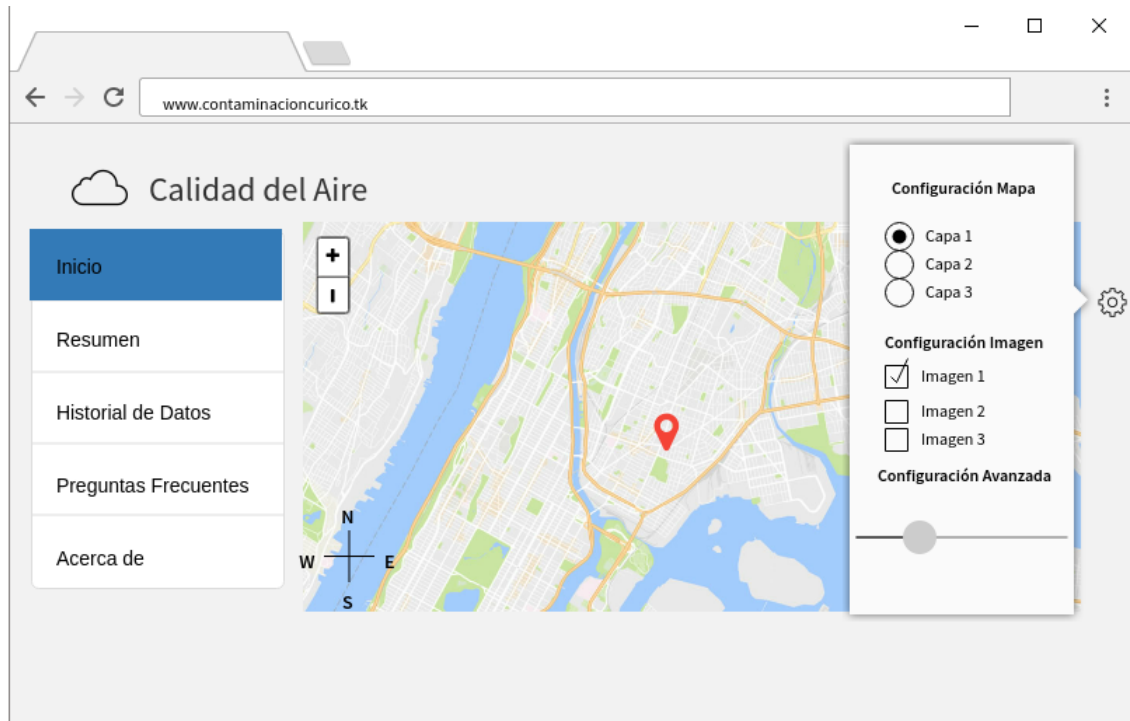 www.contaminacioncurico.tk
Calidad del Aire
Inicio
Resumen
Historial de Datos
Preguntas Frecuentes
Acerca de
+
N
W E
S
Configuración Mapa
Capa 1
Capa 2
Capa 3
Configuración Imagen
Imagen 1
Imagen 2
Imagen 3
Configuración Avanzada